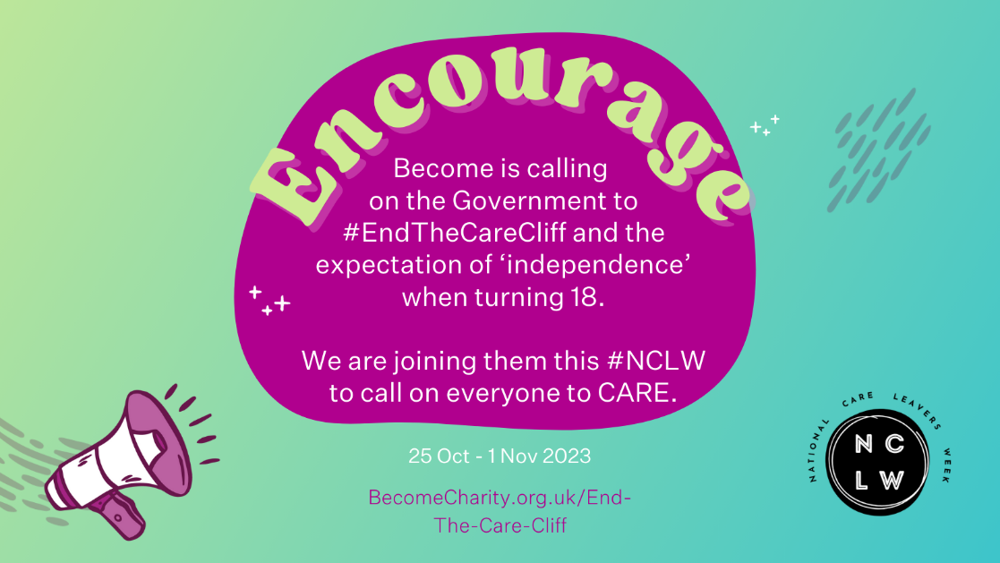 Encourage
Become is calling
on the Government to
#EndTheCareCliff and the
expectation of ‘independence’
when turning 18.
We are joining them this #NCLW
to call on everyone to CARE.
25 Oct - 1 Nov 2023
BecomeCharity.org.uk/End-
The-Care-Cliff
NATIONAL CARE LEAVERS WEEK
N C
L W